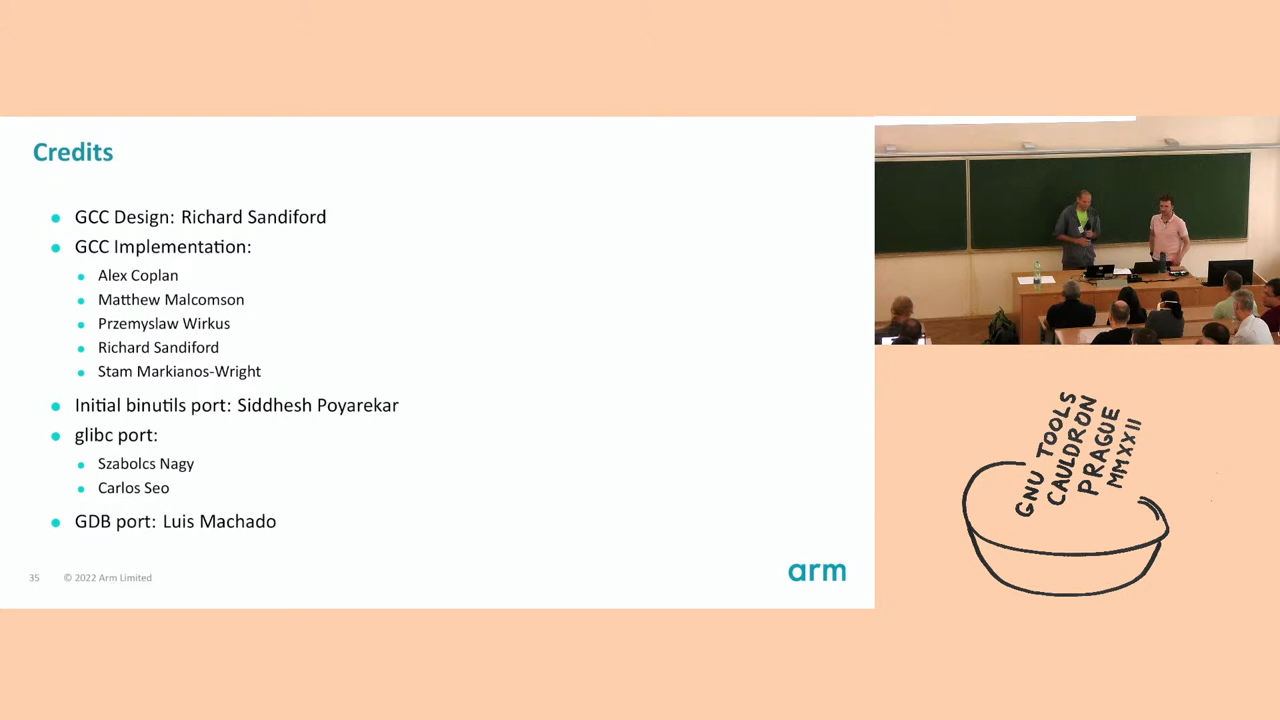 Credits
GCC Design: Richard Sandiford
GCC Implementation:
Alex Coplan
Matthew Malcomson
Przemyslaw Wirkus
Richard Sandiford
Stam Markianos-Wright
Initial binutils port: Siddhesh Poyarekar
glibc port:
Szabolcs Nagy
Carlos Seo
GDB port: Luis Machado
35 © 2022 Arm Limited
arm
GNU TOOLS
CAULDRON
PRAGUE
MMXXII